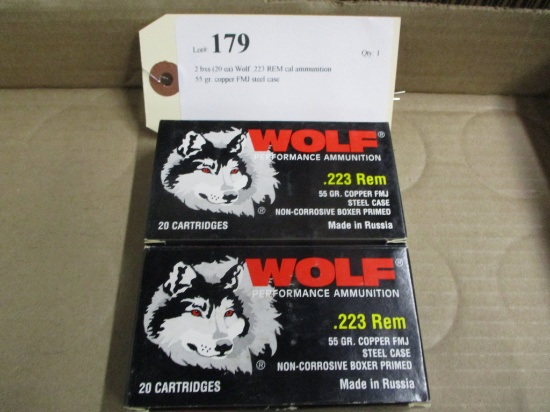 Lot# 179 Qty: 1
2 bxs (20 ea) Wolf .223 REM cal ammunition
55 gr. copper FMJ steel case
WOLF®
PERFORMANCE AMMUNITION
.223 Rem
55 GR. COPPER FMJ
STEEL CASE
® NON-CORROSIVE BOXER PRIMED
20 CARTRIDGES Made in Russia
WOLF®
PERFORMANCE AMMUNITION
.223 Rem
55 GR. COPPER FMJ
STEEL CASE
® NON-CORROSIVE BOXER PRIMED
20 CARTRIDGES Made in Russia